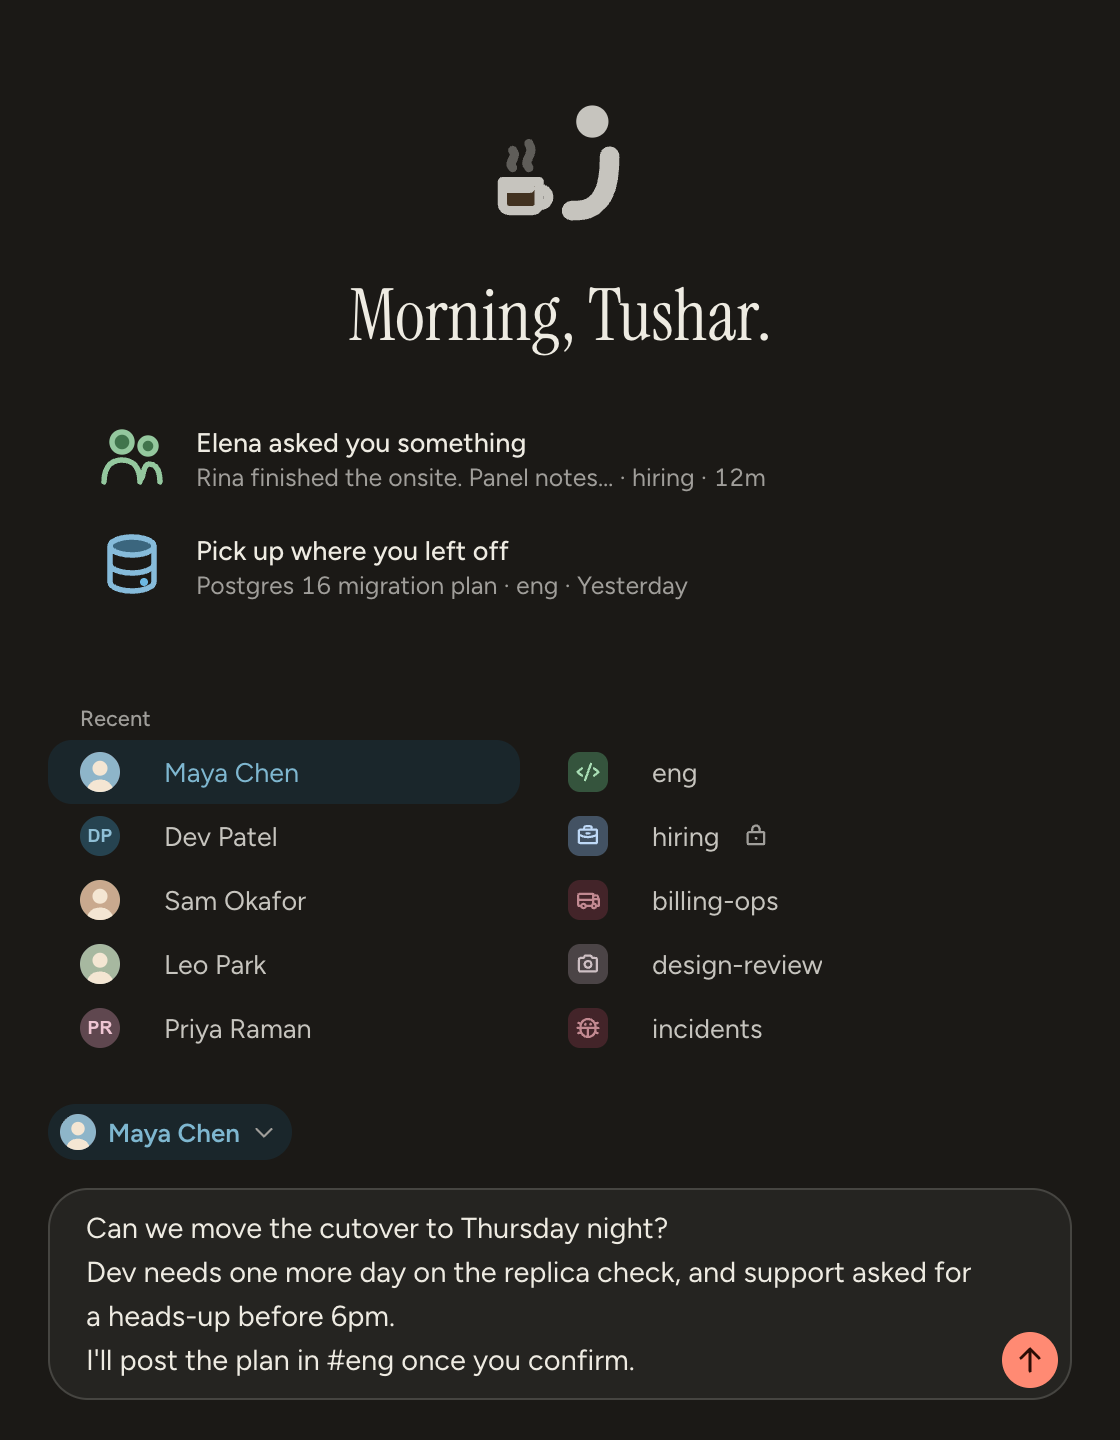 Morning, Tushar.
Elena asked you something
Rina finished the onsite. Panel notes... · hiring · 12m
Pick up where you left off
Postgres 16 migration plan · eng · Yesterday
Recent
Maya Chen
DP Dev Patel
Sam Okafor
Leo Park
PR Priya Raman
eng
hiring
billing-ops
design-review
incidents
Maya Chen
Can we move the cutover to Thursday night?
Dev needs one more day on the replica check, and support asked for
a heads-up before 6pm.
I'll post the plan in #eng once you confirm.